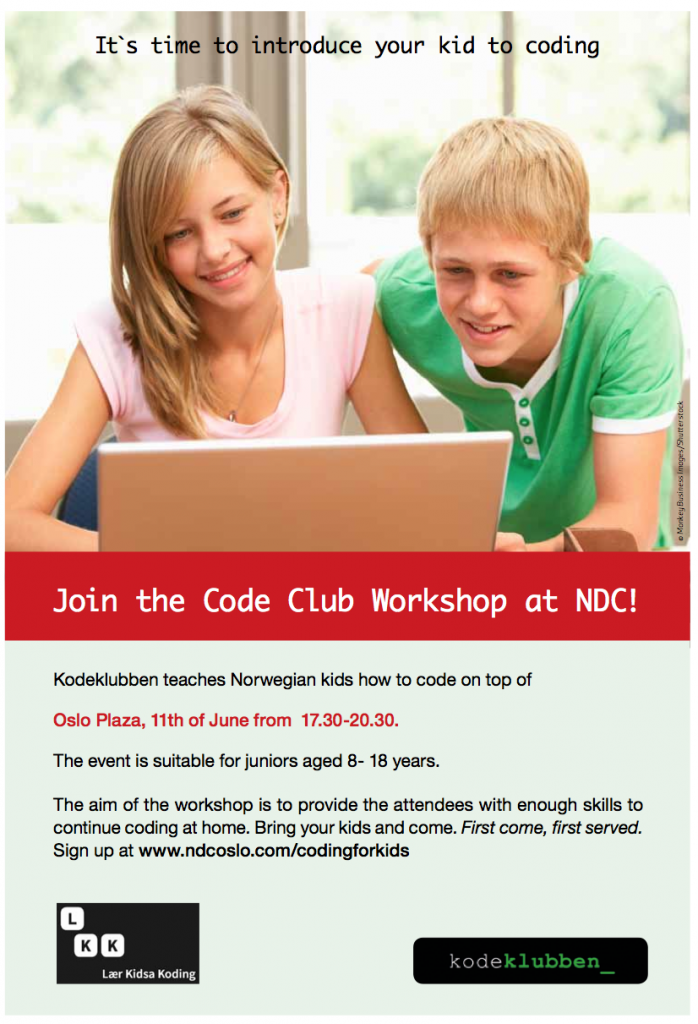 It`s time to introduce your kid to coding
© Monkey Business Images/Shutterstock
Join the Code Club Workshop at NDC!
Kodeklubben teaches Norwegian kids how to code on top of
Oslo Plaza, 11th of June from  17.30-20.30.
The event is suitable for juniors aged 8- 18 years.
The aim of the workshop is to provide the attendees with enough skills to
continue coding at home. Bring your kids and come. First come, first served.
Sign up at www.ndcoslo.com/codingforkids
L
K K
Lær Kidsa Koding
kodeklubben_